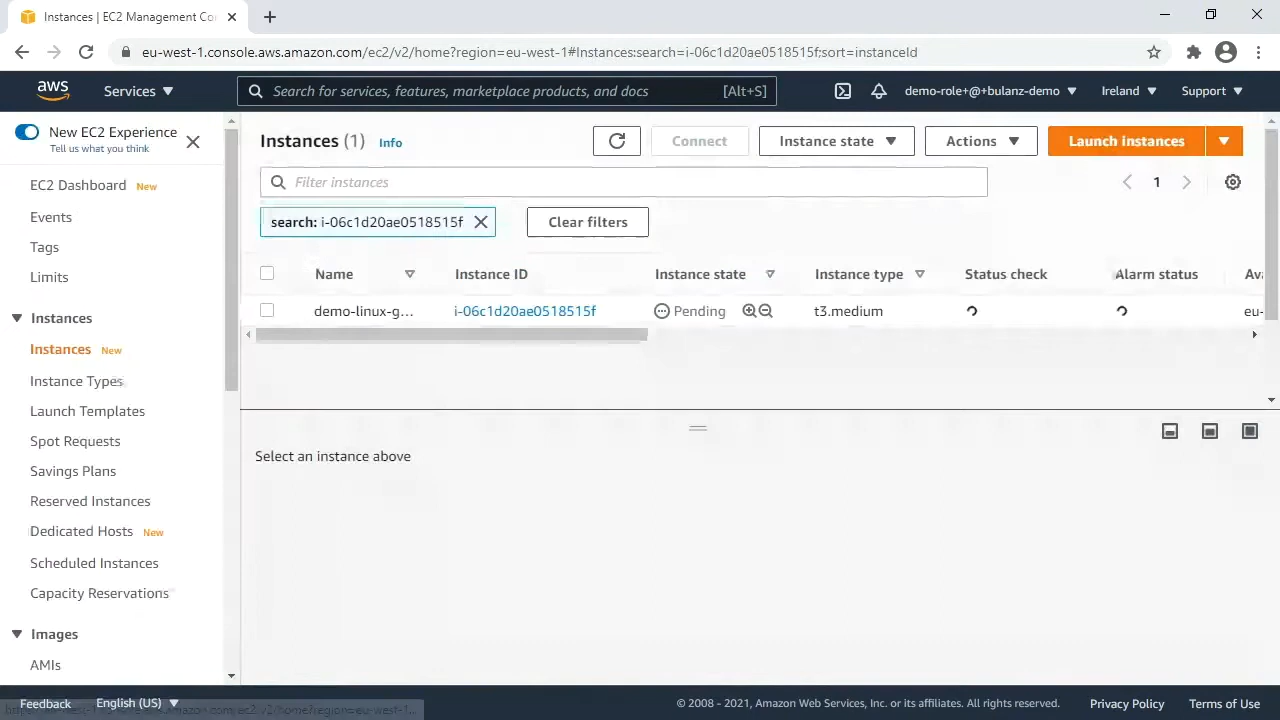 Instances | EC2 Management Co
eu-west-1.console.aws.amazon.com/ec2/v2/home?region=eu-west-1#Instances:search=i-06c1d20ae0518515f;sort=instanceId
aws
Services
Search for services, features, marketplace products, and docs
[Alt+S]
demo-role+@+bulanz-demo
Ireland
Support
New EC2 Experience
Tell us what you think
EC2 Dashboard New
Events
Tags
Limits
Instances
Instances New
Instance Types
Launch Templates
Spot Requests
Savings Plans
Reserved Instances
Dedicated Hosts New
Scheduled Instances
Capacity Reservations
Images
AMIs
Instances (1) Info
Connect
Instance state
Actions
Launch instances
Filter instances
1
search: i-06c1d20ae0518515f
Clear filters
Name Instance ID Instance state Instance type Status check Alarm status Av
demo-linux-g... i-06c1d20ae0518515f Pending t3.medium eu-
Select an instance above
Feedback
English (US)
© 2008 - 2021, Amazon Web Services, Inc. or its affiliates. All rights reserved.
Privacy Policy
Terms of Use